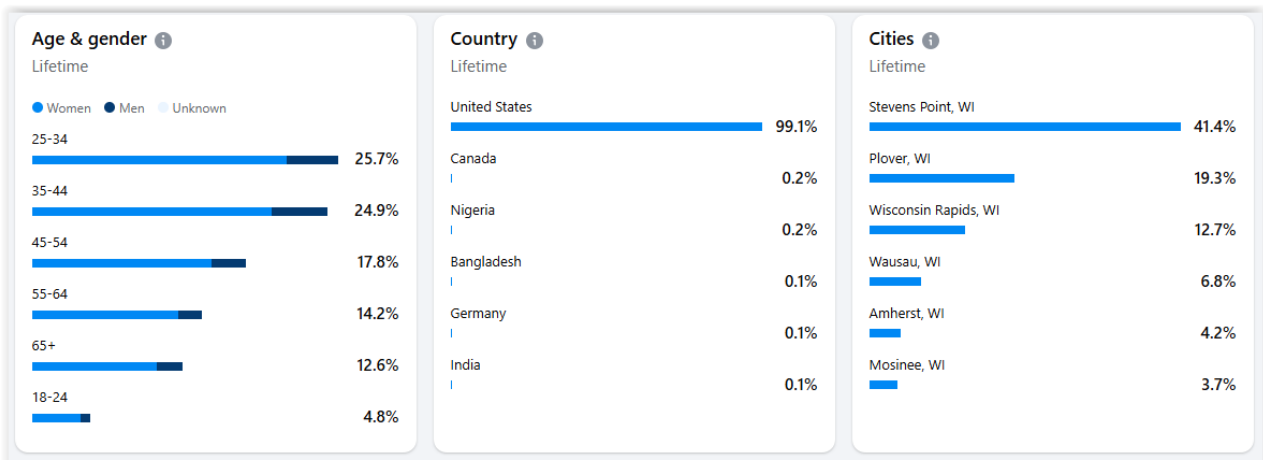 Age & gender
Lifetime
Women Men Unknown
25-34
25.7%
35-44
24.9%
45-54
17.8%
55-64
14.2%
65+
12.6%
18-24
4.8%
Country
Lifetime
United States
99.1%
Canada
0.2%
Nigeria
0.2%
Bangladesh
0.1%
Germany
0.1%
India
0.1%
Cities
Lifetime
Stevens Point, WI
41.4%
Plover, WI
19.3%
Wisconsin Rapids, WI
12.7%
Wausau, WI
6.8%
Amherst, WI
4.2%
Mosinee, WI
3.7%